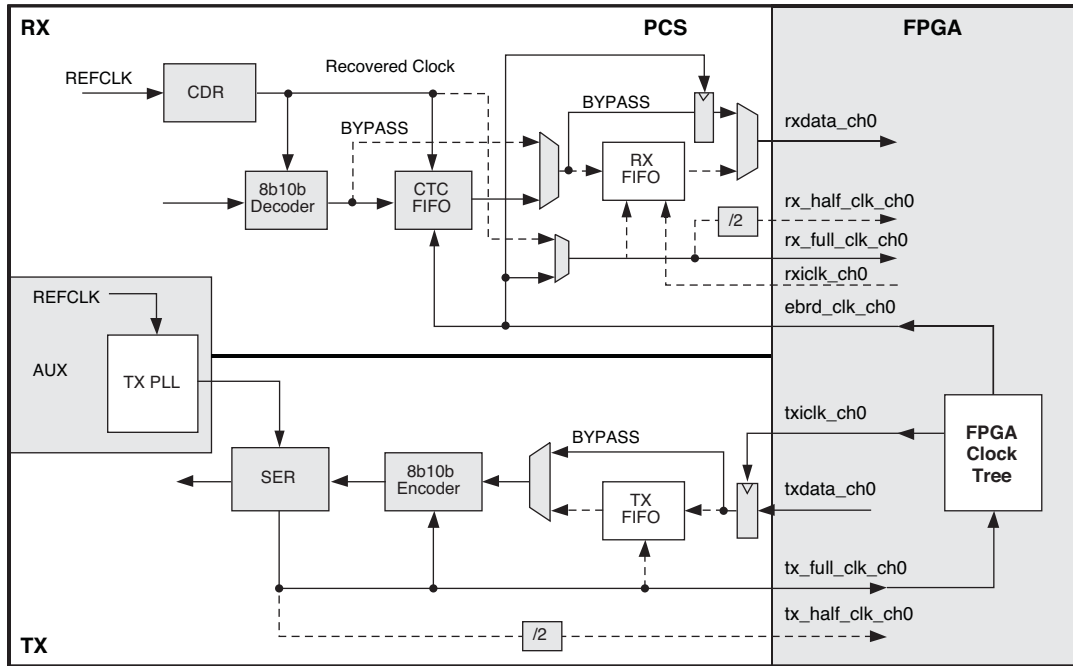 RX
PCS
FPGA
REFCLK
CDR
Recovered Clock
BYPASS
BYPASS
8b10b
Decoder
CTC
FIFO
RX
FIFO
rxdata_ch0
/2
rx_half_clk_ch0
rx_full_clk_ch0
rxiclk_ch0
ebrd_clk_ch0
REFCLK
AUX
TX PLL
SER
8b10b
Encoder
BYPASS
TX
FIFO
txiclk_ch0
FPGA
Clock
Tree
txdata_ch0
tx_full_clk_ch0
tx_half_clk_ch0
/2
TX